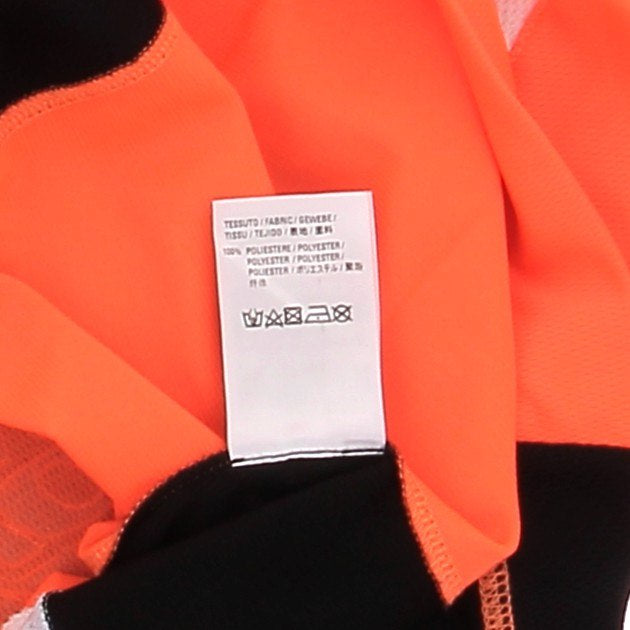 TESSUTO / FABRIC / GEWEBE /
TISSU / TEJIDO / 表地 / 面料
100% POLIESTERE / POLYESTER /
POLYESTER / POLYESTER /
POLIESTER / ポリエステル / 聚酯
纤维